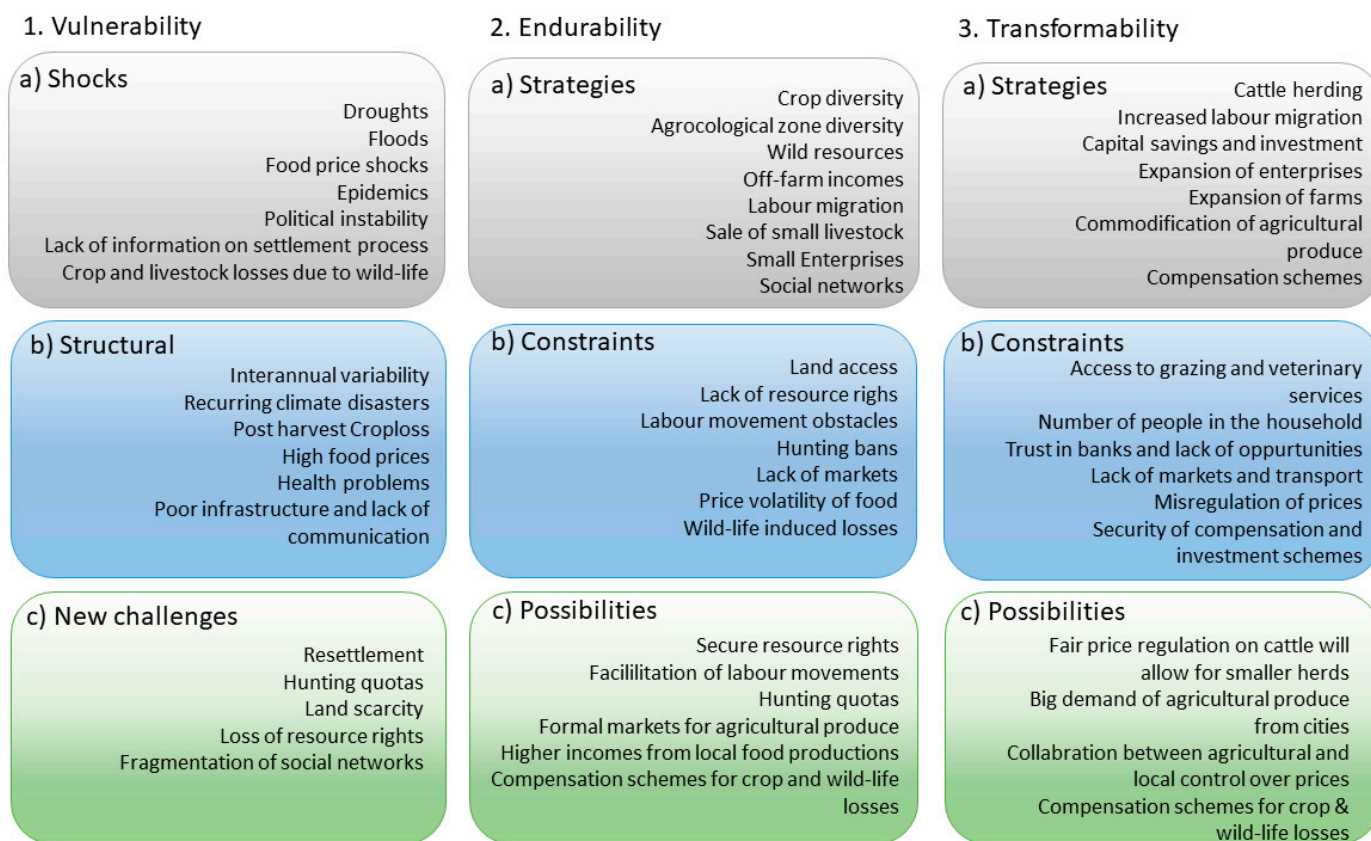 1. Vulnerability
a) Shocks
Droughts
Floods
Food price shocks
Epidemics
Political instability
Lack of information on settlement process
Crop and livestock losses due to wild-life
b) Structural
Interannual variability
Recurring climate disasters
Post harvest Croploss
High food prices
Health problems
Poor infrastructure and lack of
communication
c) New challenges
Resettlement
Hunting quotas
Land scarcity
Loss of resource rights
Fragmentation of social networks
2. Endurability
a) Strategies
Crop diversity
Agrocological zone diversity
Wild resources
Off-farm incomes
Labour migration
Sale of small livestock
Small Enterprises
Social networks
b) Constraints
Land access
Lack of resource righs
Labour movement obstacles
Hunting bans
Lack of markets
Price volatility of food
Wild-life induced losses
c) Possibilities
Secure resource rights
Facililitation of labour movements
Hunting quotas
Formal markets for agricultural produce
Higher incomes from local food productions
Compensation schemes for crop and wild-life
losses
3. Transformability
a) Strategies
Cattle herding
Increased labour migration
Capital savings and investment
Expansion of enterprises
Expansion of farms
Commodification of agricultural
produce
Compensation schemes
b) Constraints
Access to grazing and veterinary
services
Number of people in the household
Trust in banks and lack of oppurtunities
Lack of markets and transport
Misregulation of prices
Security of compensation and
investment schemes
c) Possibilities
Fair price regulation on cattle will
allow for smaller herds
Big demand of agricultural produce
from cities
Collabration between agricultural and
local control over prices
Compensation schemes for crop &
wild-life losses